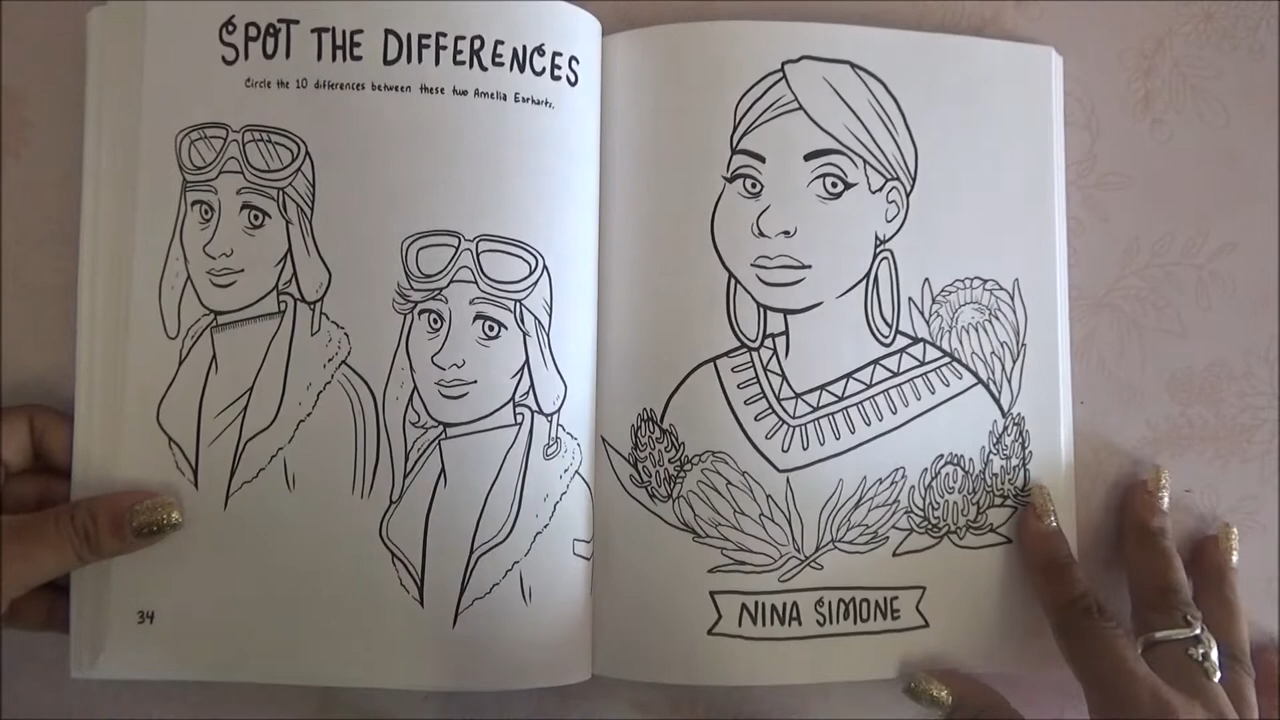 SPOT THE DIFFERENCES
Circle the 10 differences between these two Amelia Earharts.
34
NINA SIMONE